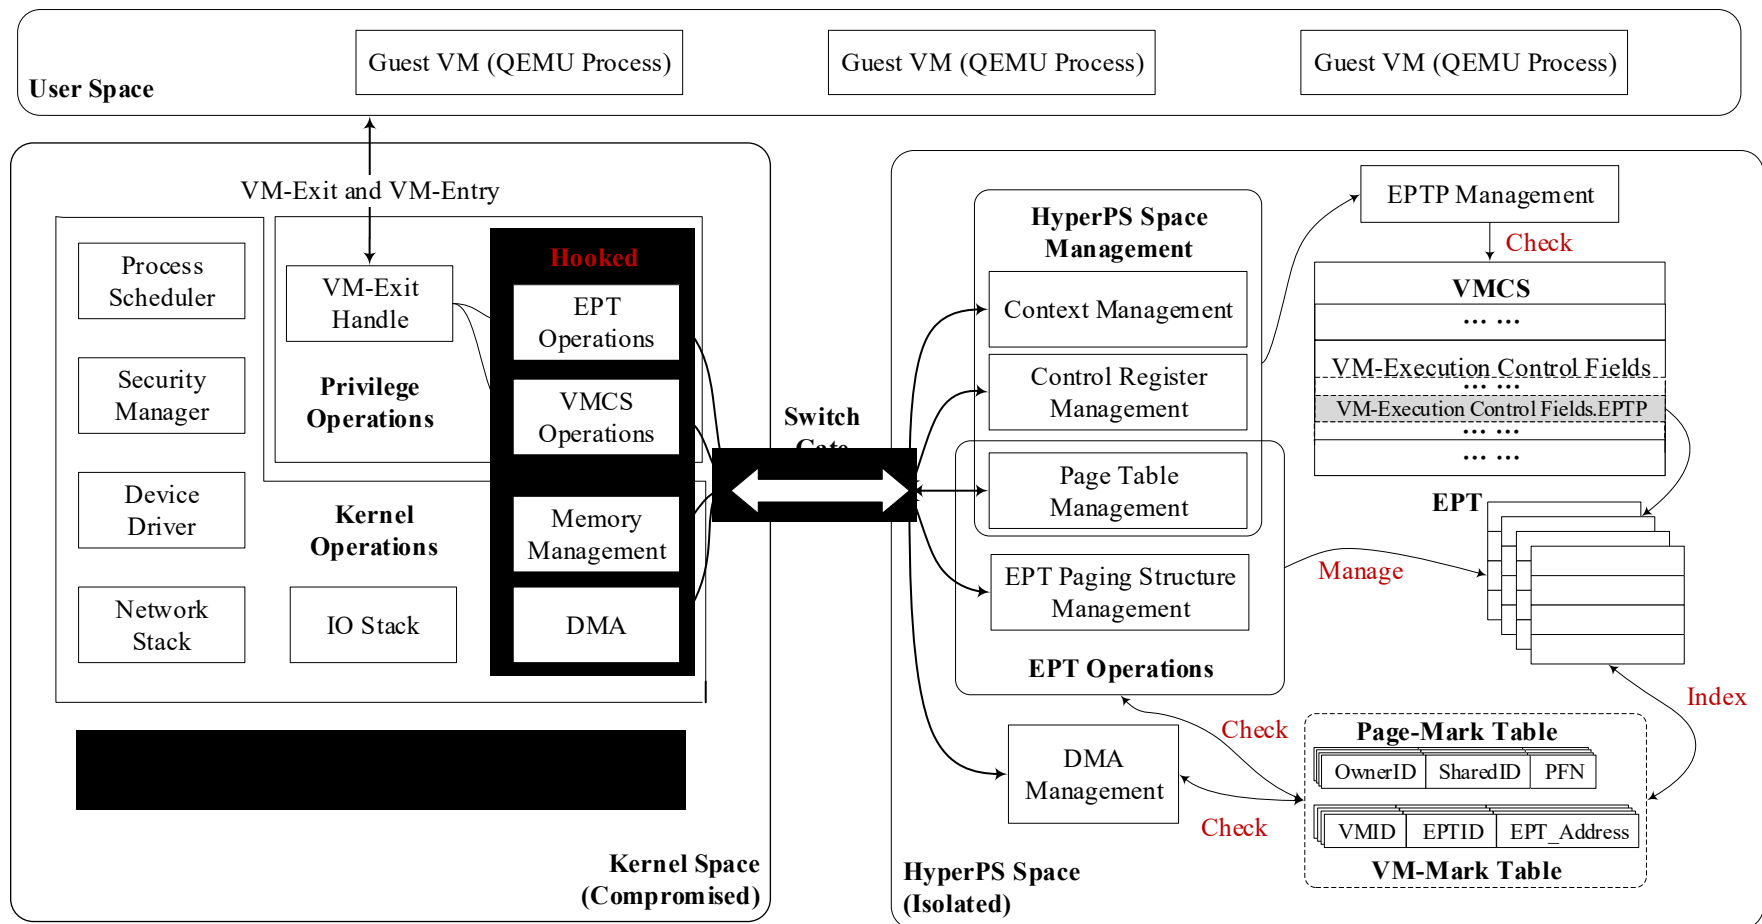 Guest VM (QEMU Process)
Guest VM (QEMU Process)
Guest VM (QEMU Process)
User Space
VM-Exit and VM-Entry
Process
Scheduler
Security
Manager
Device
Driver
Network
Stack
VM-Exit
Handle
Privilege
Operations
Kernel
Operations
IO Stack
Hooked
EPT
Operations
VMCS
Operations
Memory
Management
DMA
Kernel Space
(Compromised)
Switch
Gate
HyperPS Space
Management
Context Management
Control Register
Management
Page Table
Management
EPT Paging Structure
Management
EPT Operations
DMA
Management
HyperPS Space
(Isolated)
EPTP Management
Check
VMCS
... ...
VM-Execution Control Fields
... ...
VM-Execution Control Fields.EPTP
... ...
... ...
EPT
Manage
Index
Check
Check
Page-Mark Table
OwnerID SharedID PFN
VMID EPTID EPT_Address
VM-Mark Table